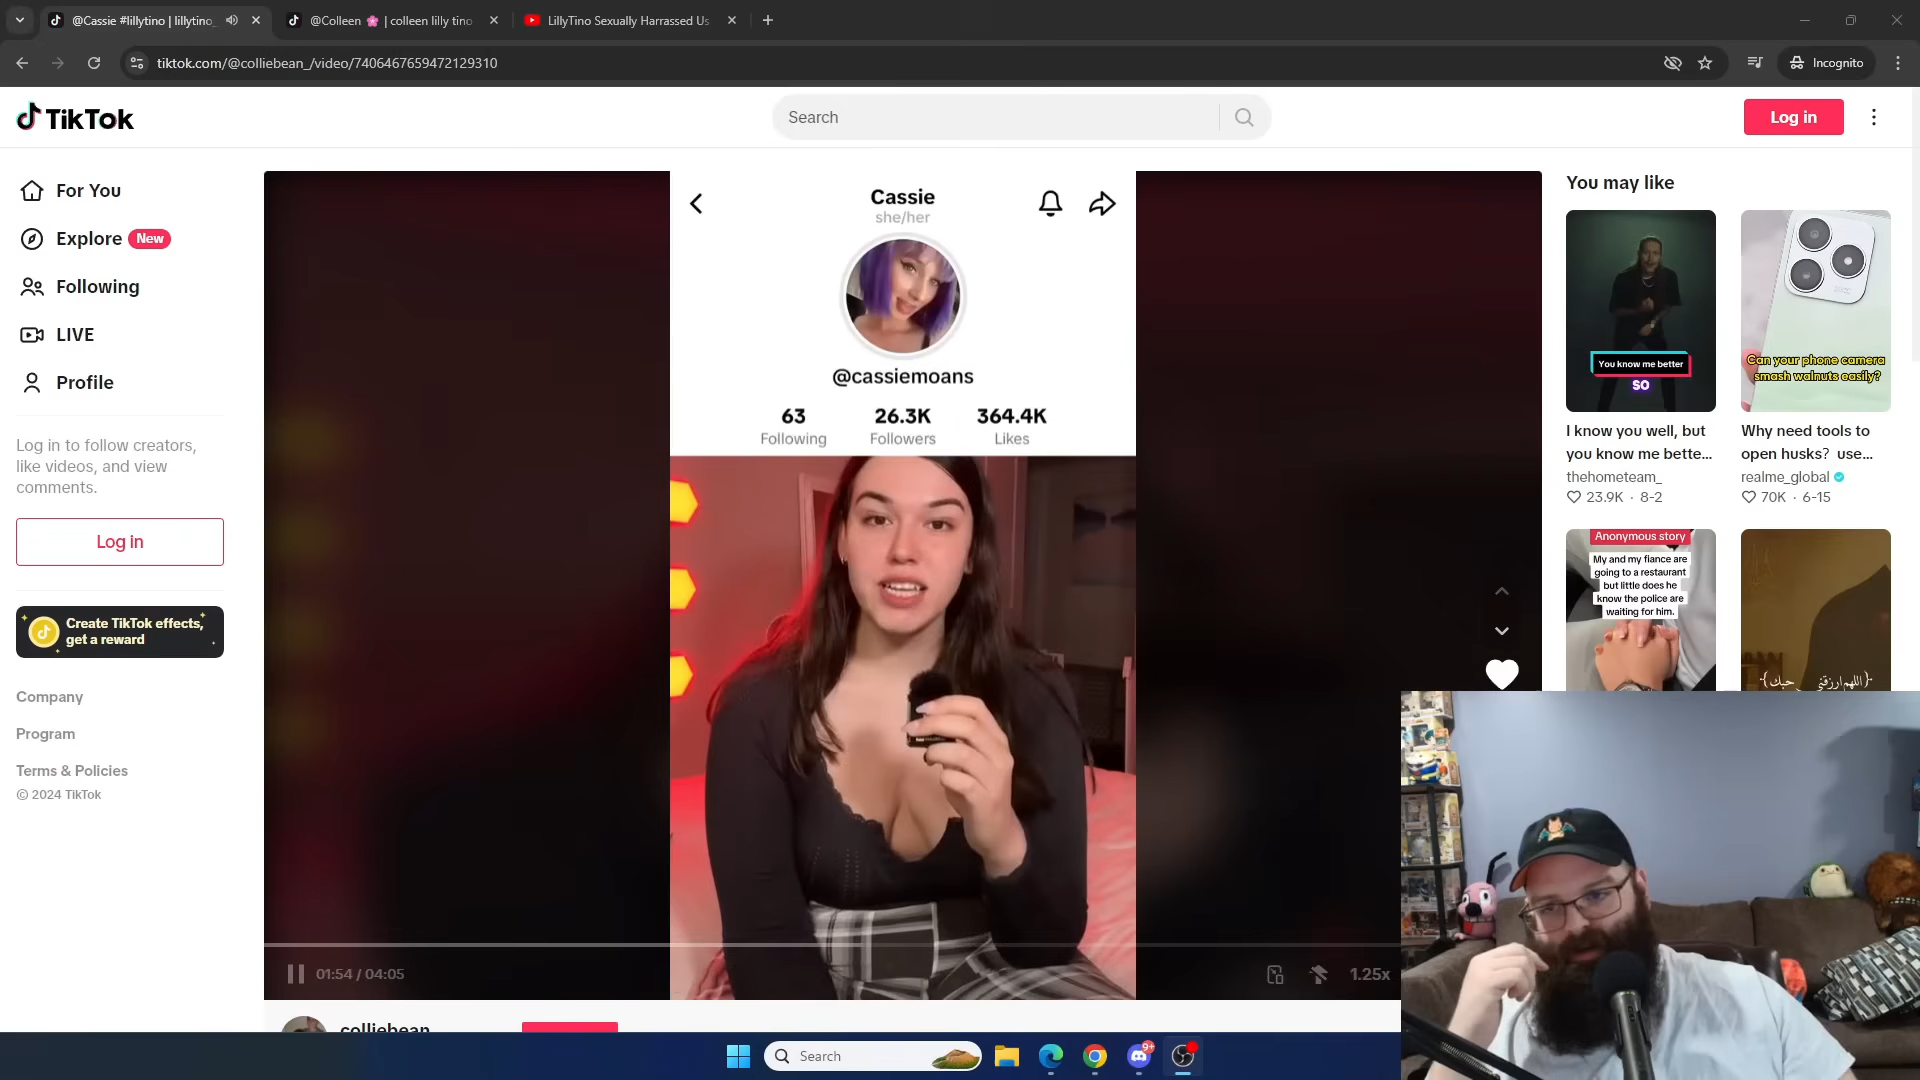 @Cassie #lillytino | lillytino_
@Colleen 🌸 | colleen lilly tino
LillyTino Sexually Harrassed Us
tiktok.com/@colliebean_/video/7406467659472129310
Incognito
TikTok
Search
Log in
For You
Explore New
Following
LIVE
Profile
Log in to follow creators,
like videos, and view
comments.
Log in
Create TikTok effects,
get a reward
Company
Program
Terms & Policies
© 2024 TikTok
Cassie
she/her
@cassiemoans
63 26.3K 364.4K
Following Followers Likes
01:54 / 04:05
1.25x
colliebean_
You may like
You know me better
SO
I know you well, but
you know me bette...
thehometeam_
23.9K · 8-2
Can your phone camera
smash walnuts easily?
Why need tools to
open husks? use...
realme_global
70K · 6-15
Anonymous story
My and my fiance are
going to a restaurant
but little does he
know the police are
waiting for him.
Search
9+